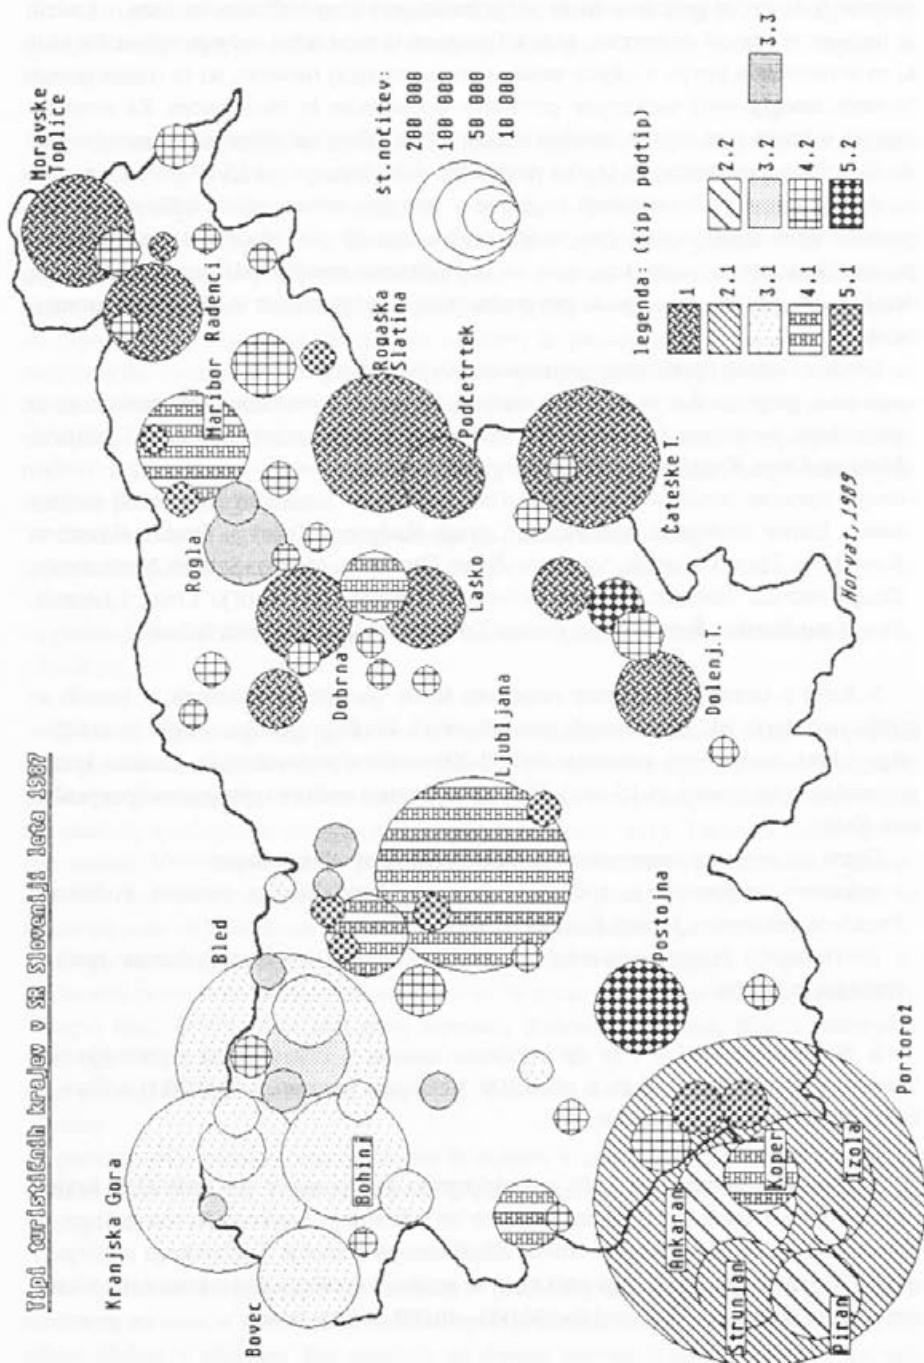 Tipi turističnih krajev v SR Sloveniji leta 1987
Kranjska Gora
Bovec
Bohinj
Bled
Ljubljana
Dobrna
Rogla
Maribor
Radenci
Moravske
Toplice
Rogaška
Slatina
Podčetrtek
Laško
Čatežke T
Dolenj.T
Postojna
Portorož
Ankaran
Koper
Izola
Strunjan
Piran
št.nočitev:
200 000
100 000
50 000
10 000
legenda: (tip, podtip)
2.1
2.2
3.1
3.2
3.3
4.1
4.2
5.1
5.2
Horvat, 1989